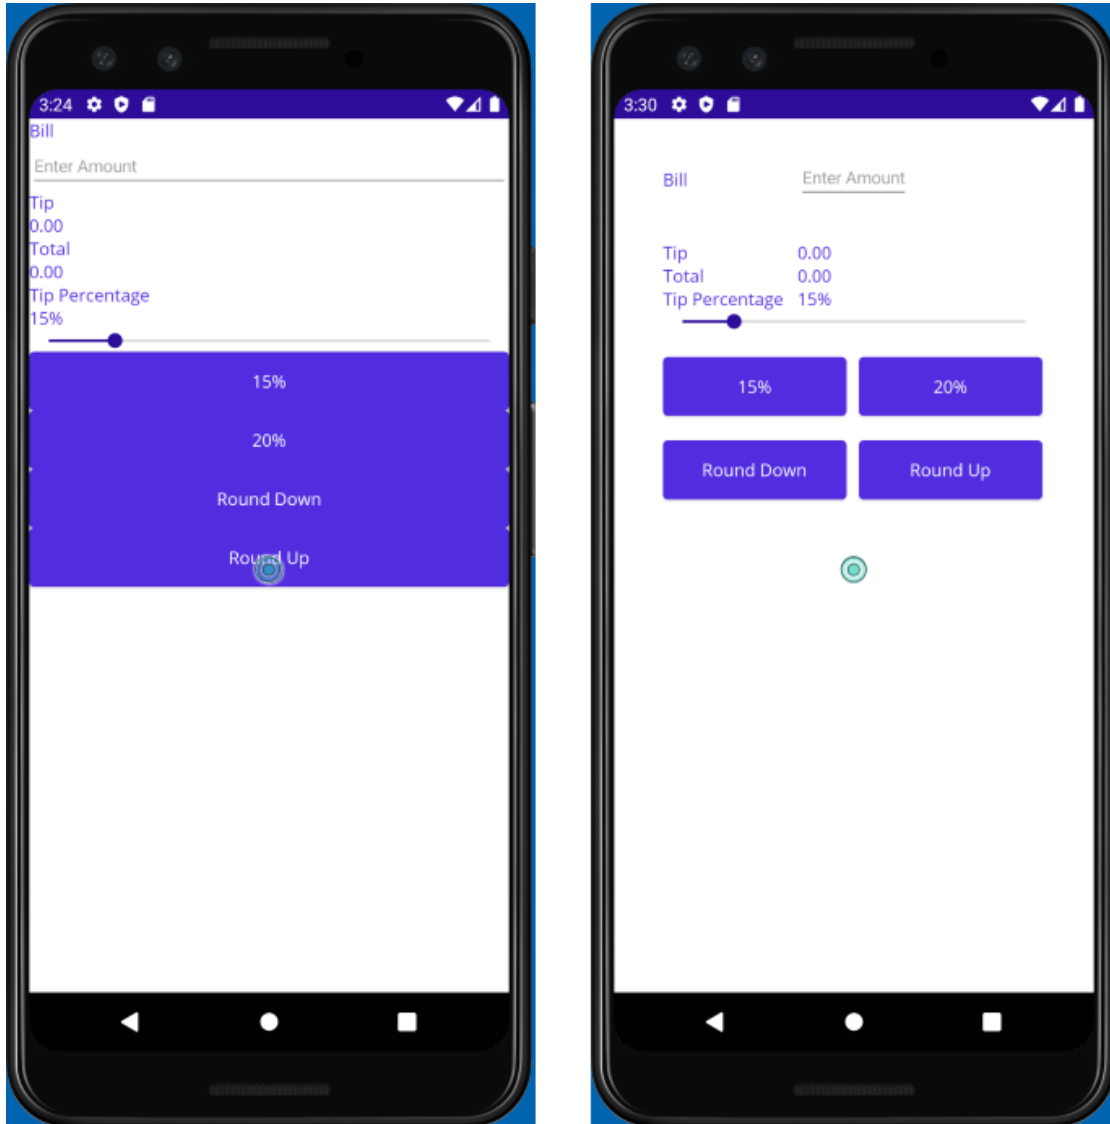 3:24
Bill
Enter Amount
Tip
0.00
Total
0.00
Tip Percentage
15%
15%
20%
Round Down
Round Up
3:30
Bill Enter Amount
Tip 0.00
Total 0.00
Tip Percentage 15%
15% 20%
Round Down Round Up